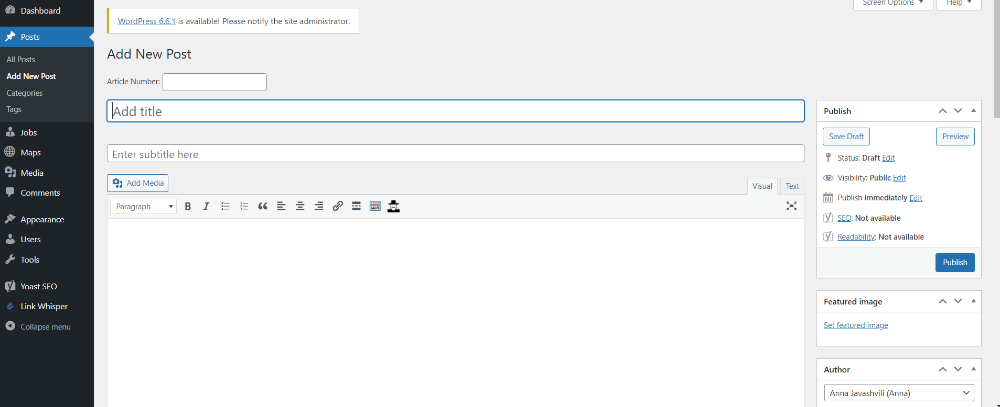 Dashboard
Posts
All Posts
Add New Post
Categories
Tags
Jobs
Maps
Media
Comments
Appearance
Users
Tools
Yoast SEO
Link Whisper
Collapse menu
Screen Options
Help
WordPress 6.6.1 is available! Please notify the site administrator.
Add New Post
Article Number:
Add title
Enter subtitle here
Add Media
Visual
Text
Paragraph
Publish
Save Draft
Preview
Status: Draft Edit
Visibility: Public Edit
Publish immediately Edit
SEO: Not available
Readability: Not available
Publish
Featured image
Set featured image
Author
Anna Javashvili (Anna)